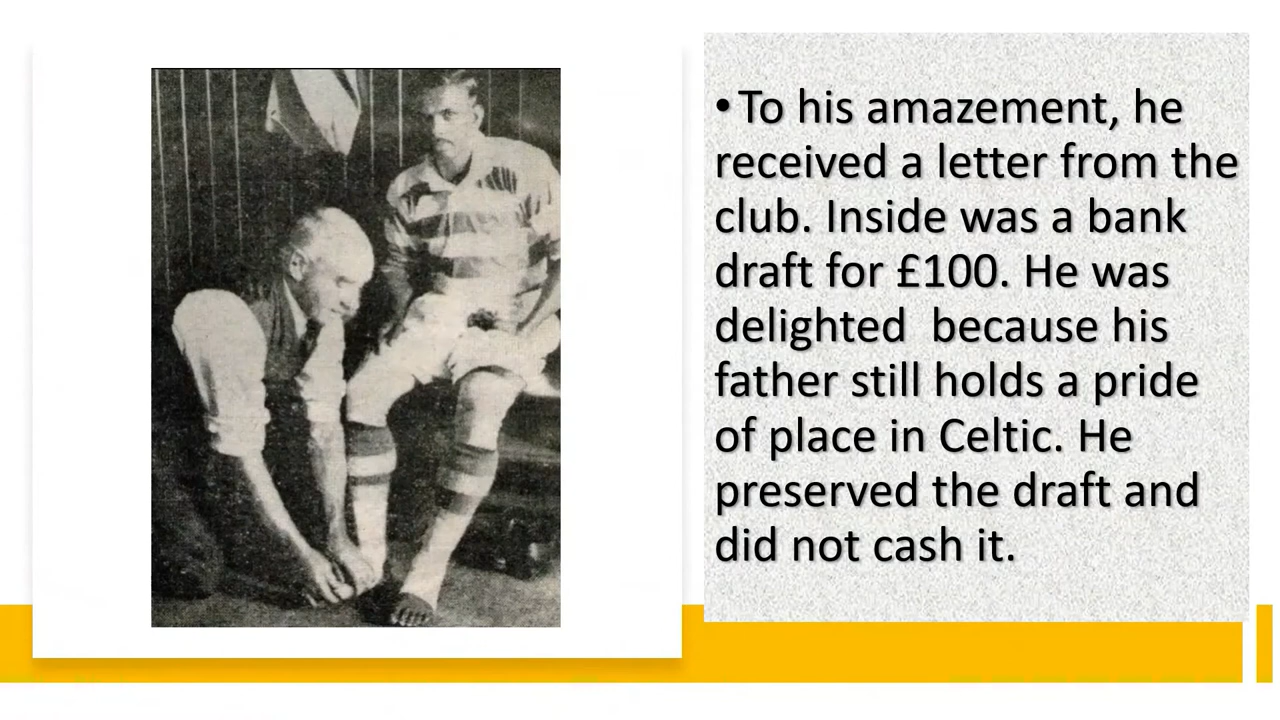 • To his amazement, he
received a letter from the
club. Inside was a bank
draft for £100. He was
delighted  because his
father still holds a pride
of place in Celtic. He
preserved the draft and
did not cash it.